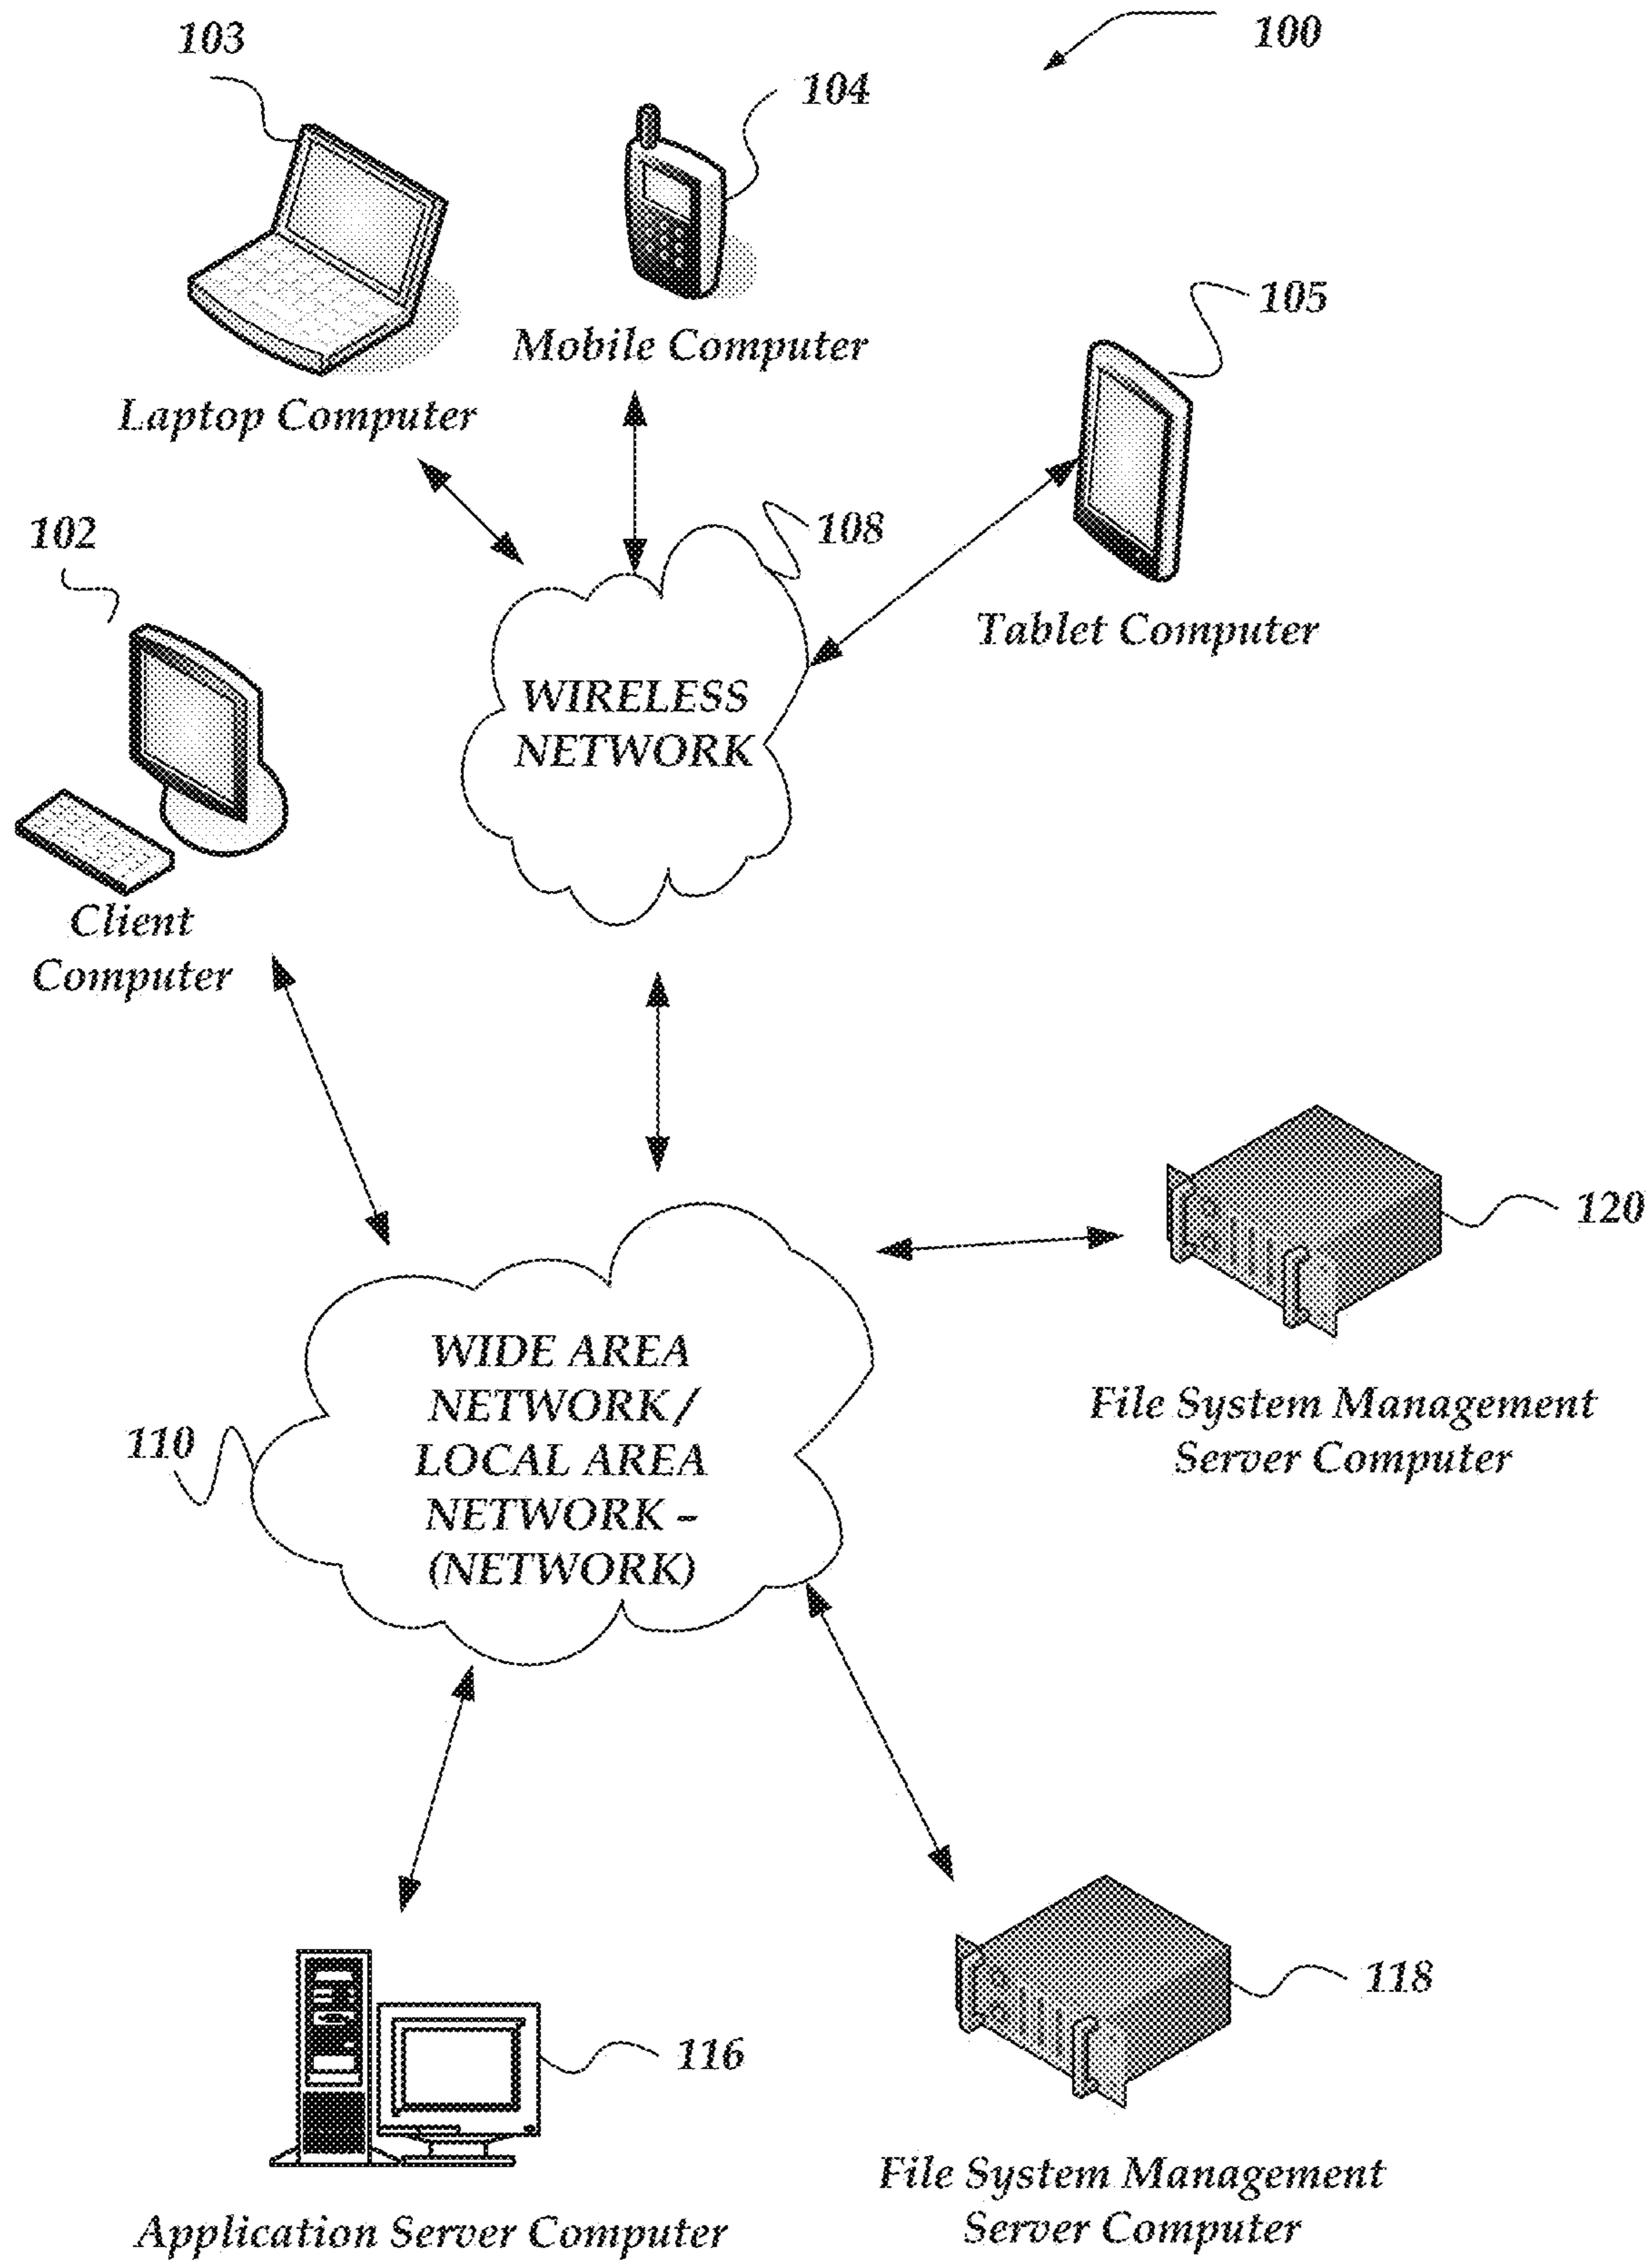 100
103
104
Mobile Computer
105
Laptop Computer
102
108
Tablet Computer
WIRELESS
NETWORK
Client
Computer
120
WIDE AREA
NETWORK /
LOCAL AREA
NETWORK –
(NETWORK)
110
File System Management
Server Computer
118
116
File System Management
Server Computer
Application Server Computer